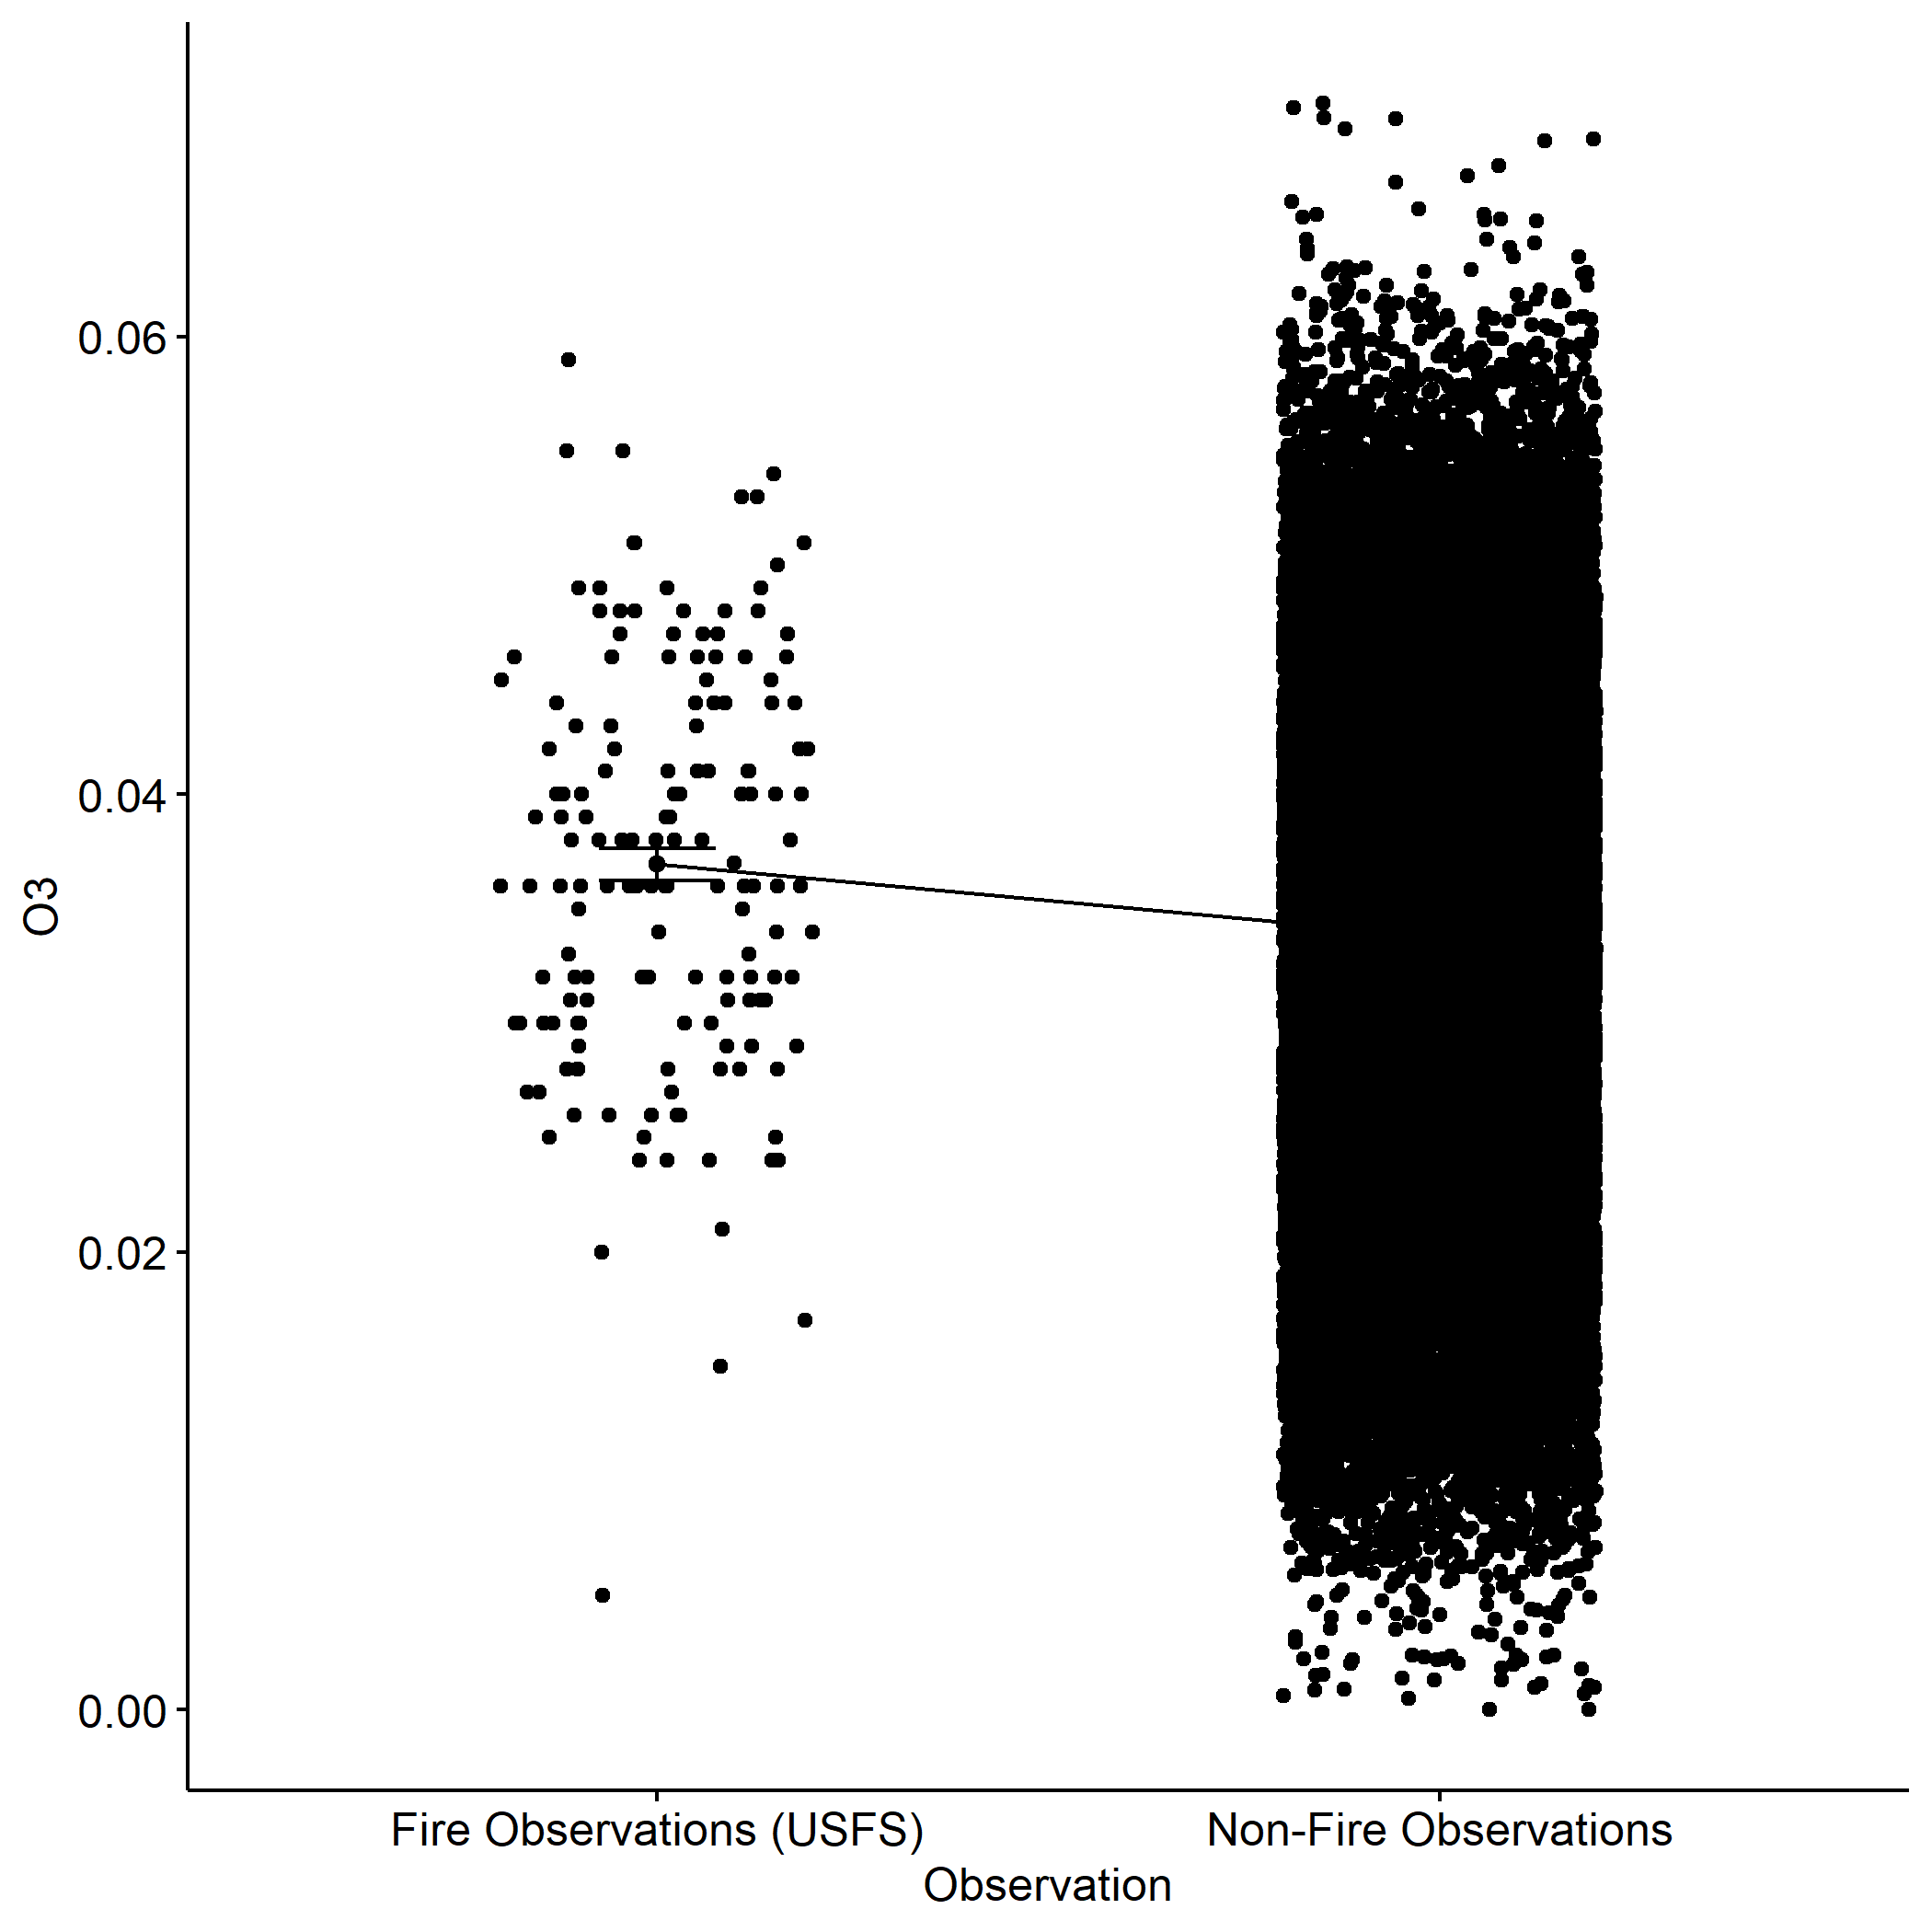 O3
0.06
0.04
0.02
0.00
Fire Observations (USFS)
Non-Fire Observations
Observation